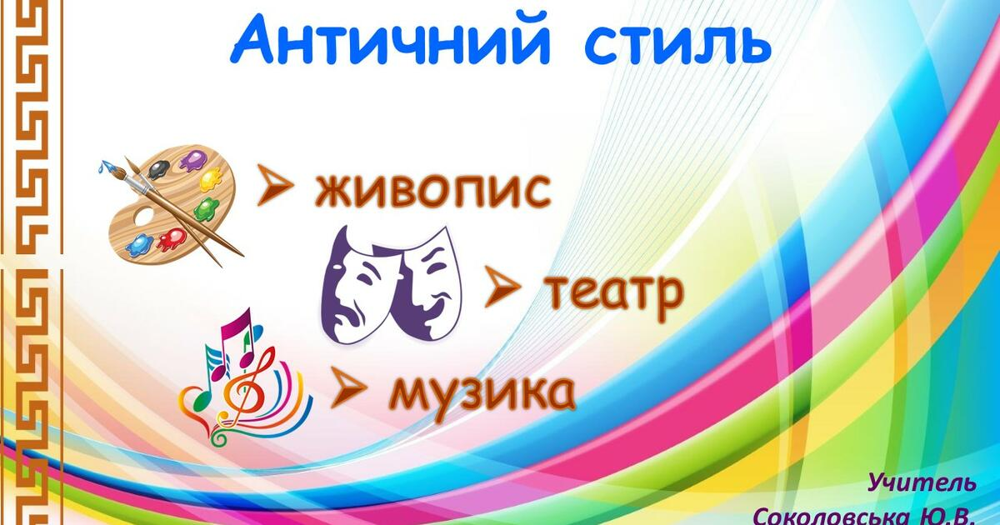 Античний стиль
живопис
театр
музика
Учитель
Соколовська Ю.В.